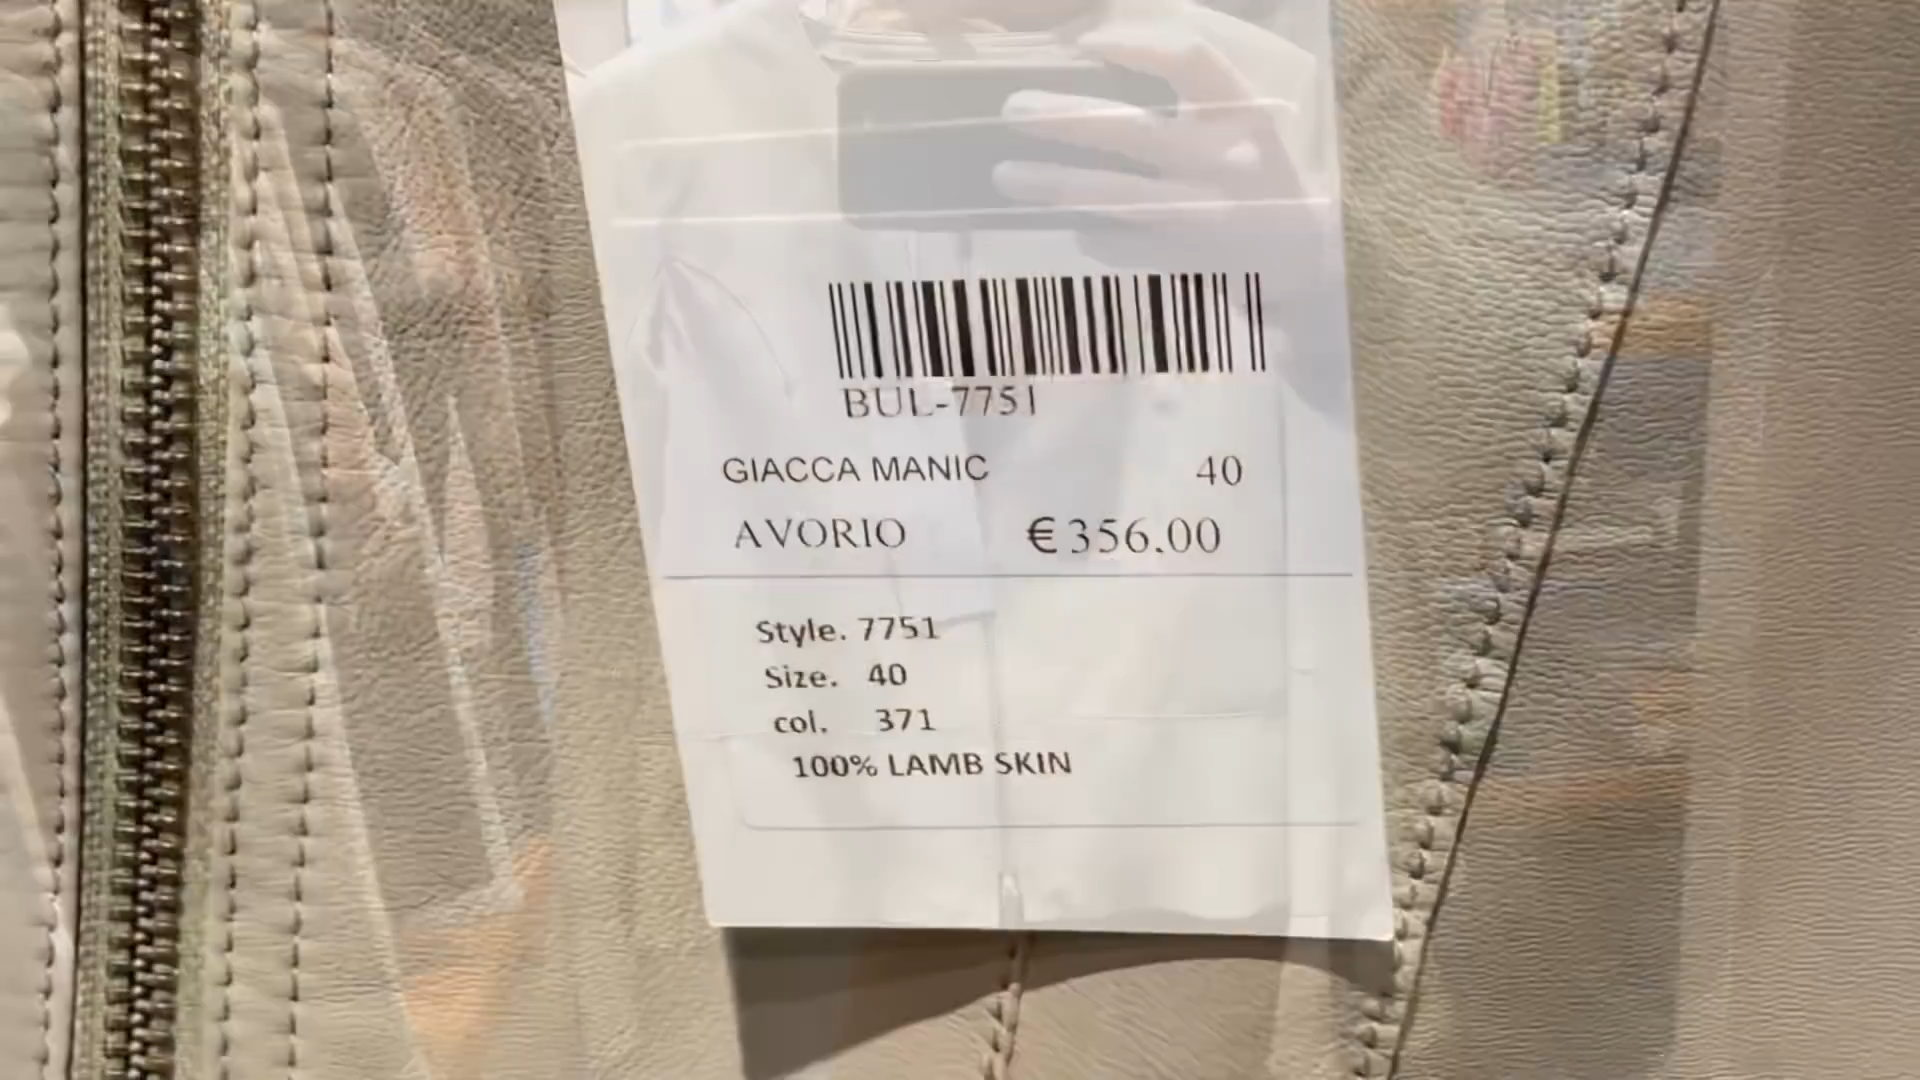 BUL-7751
GIACCA MANIC 40
AVORIO €356.00
Style. 7751
Size. 40
col. 371
100% LAMB SKIN